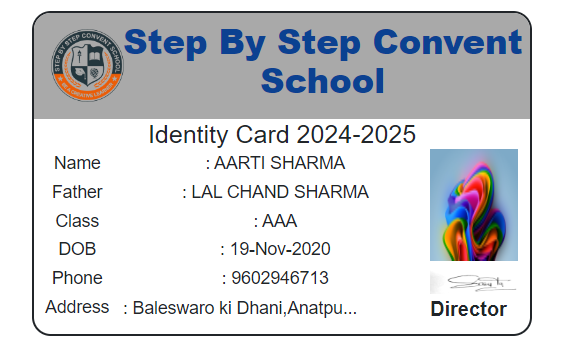 STEP BY STEP CONVENT SCHOOL
Step By Step Convent
School
Identity Card 2024-2025
Name : AARTI SHARMA
Father : LAL CHAND SHARMA
Class : AAA
DOB : 19-Nov-2020
Phone : 9602946713
Address : Baleswaro ki Dhani,Anatpu...
Director